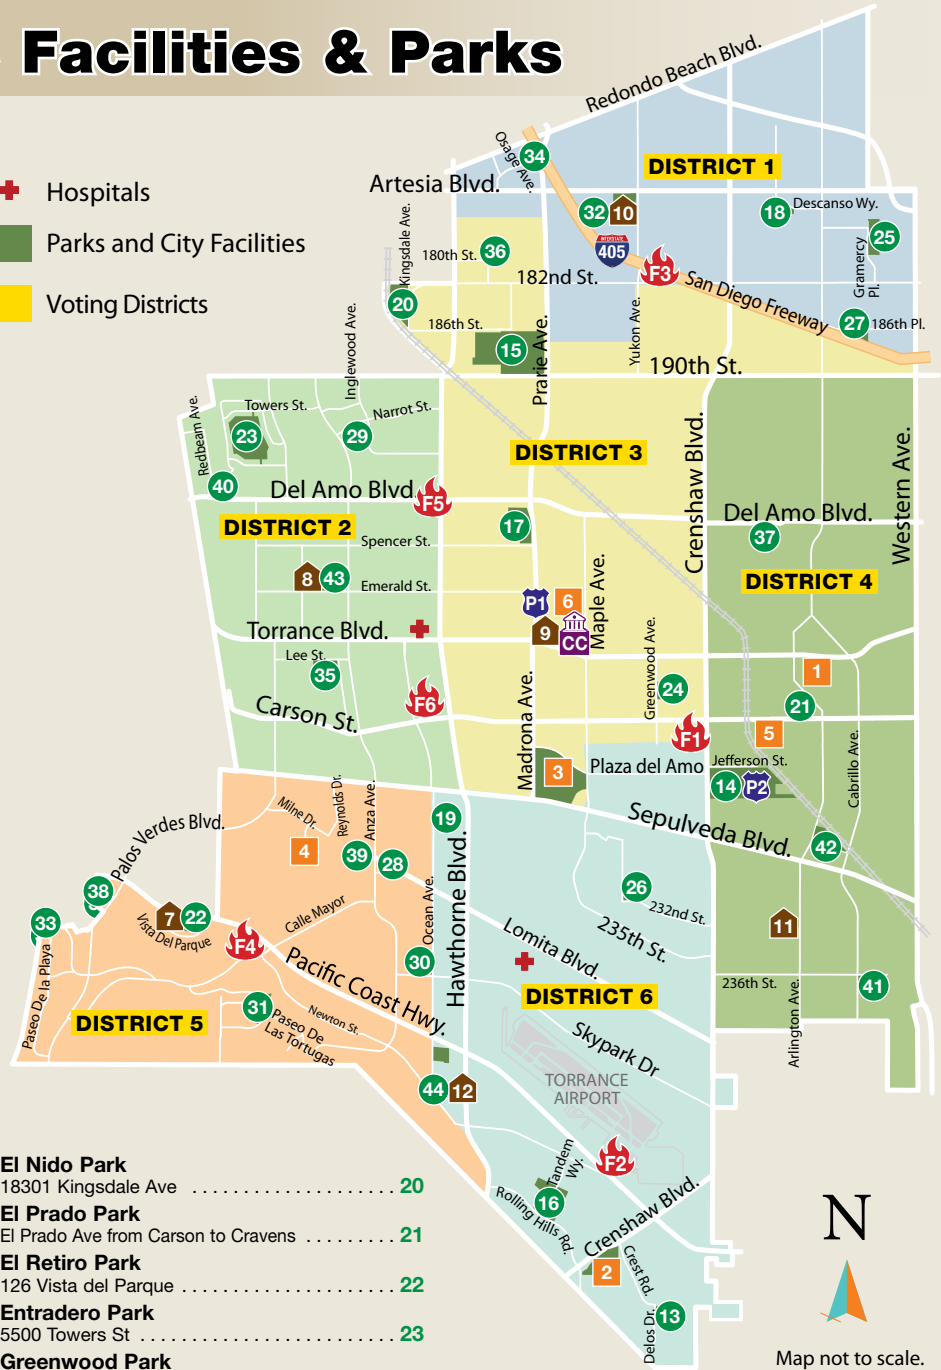 Facilities & Parks
Redondo Beach Blvd.
Osage Ave.
34
DISTRICT 1
Hospitals
Artesia Blvd.
32
10
18
Descanso Wy.
Kingsdale Ave.
25
Parks and City Facilities
180th St.
36
INTERSTATE
405
Gramercy Pl.
182nd St.
F3
San Diego Freeway
Voting Districts
20
186th St.
27
186th Pl.
Inglewood Ave.
15
Prarie Ave.
Yukon Ave.
190th St.
Redbeam Ave.
Towers St.
Narrot St.
23
29
Crenshaw Blvd.
Western Ave.
DISTRICT 3
40
Del Amo Blvd.
F5
DISTRICT 2
17
Del Amo Blvd.
37
Spencer St.
8
43
Emerald St.
DISTRICT 4
P1
6
Maple Ave.
Torrance Blvd.
9
CC
Lee St.
35
Greenwood Ave.
1
24
21
F6
Carson St.
Madrona Ave.
F1
5
3
Plaza del Amo
Jefferson St.
14
P2
Cabrillo Ave.
Milne Dr.
Reynolds Dr.
Anza Ave.
19
Sepulveda Blvd.
Palos Verdes Blvd.
4
39
28
42
Hawthorne Blvd.
38
26
232nd St.
33
7
22
Vista Del Parque
Calle Mayor
Ocean Ave.
235th St.
11
F4
Lomita Blvd.
Pacific Coast Hwy.
30
Paseo De la Playa
DISTRICT 6
236th St.
41
31
Paseo De
Las Tortugas
Newton St.
DISTRICT 5
Skypark Dr
Arlington Ave.
TORRANCE
AIRPORT
44
12
F2
Tandem
Wy.
16
Rolling Hills Rd.
Crenshaw Blvd.
2
Crest Rd.
13
Delos Dr.
El Nido Park
18301 Kingsdale Ave . . . . . . . . . . . . . . . . . . . . 20
El Prado Park
El Prado Ave from Carson to Cravens . . . . . . . . . 21
El Retiro Park
126 Vista del Parque . . . . . . . . . . . . . . . . . . . . . 22
Entradero Park
5500 Towers St . . . . . . . . . . . . . . . . . . . . . . . . . 23
Greenwood Park
N
Map not to scale.